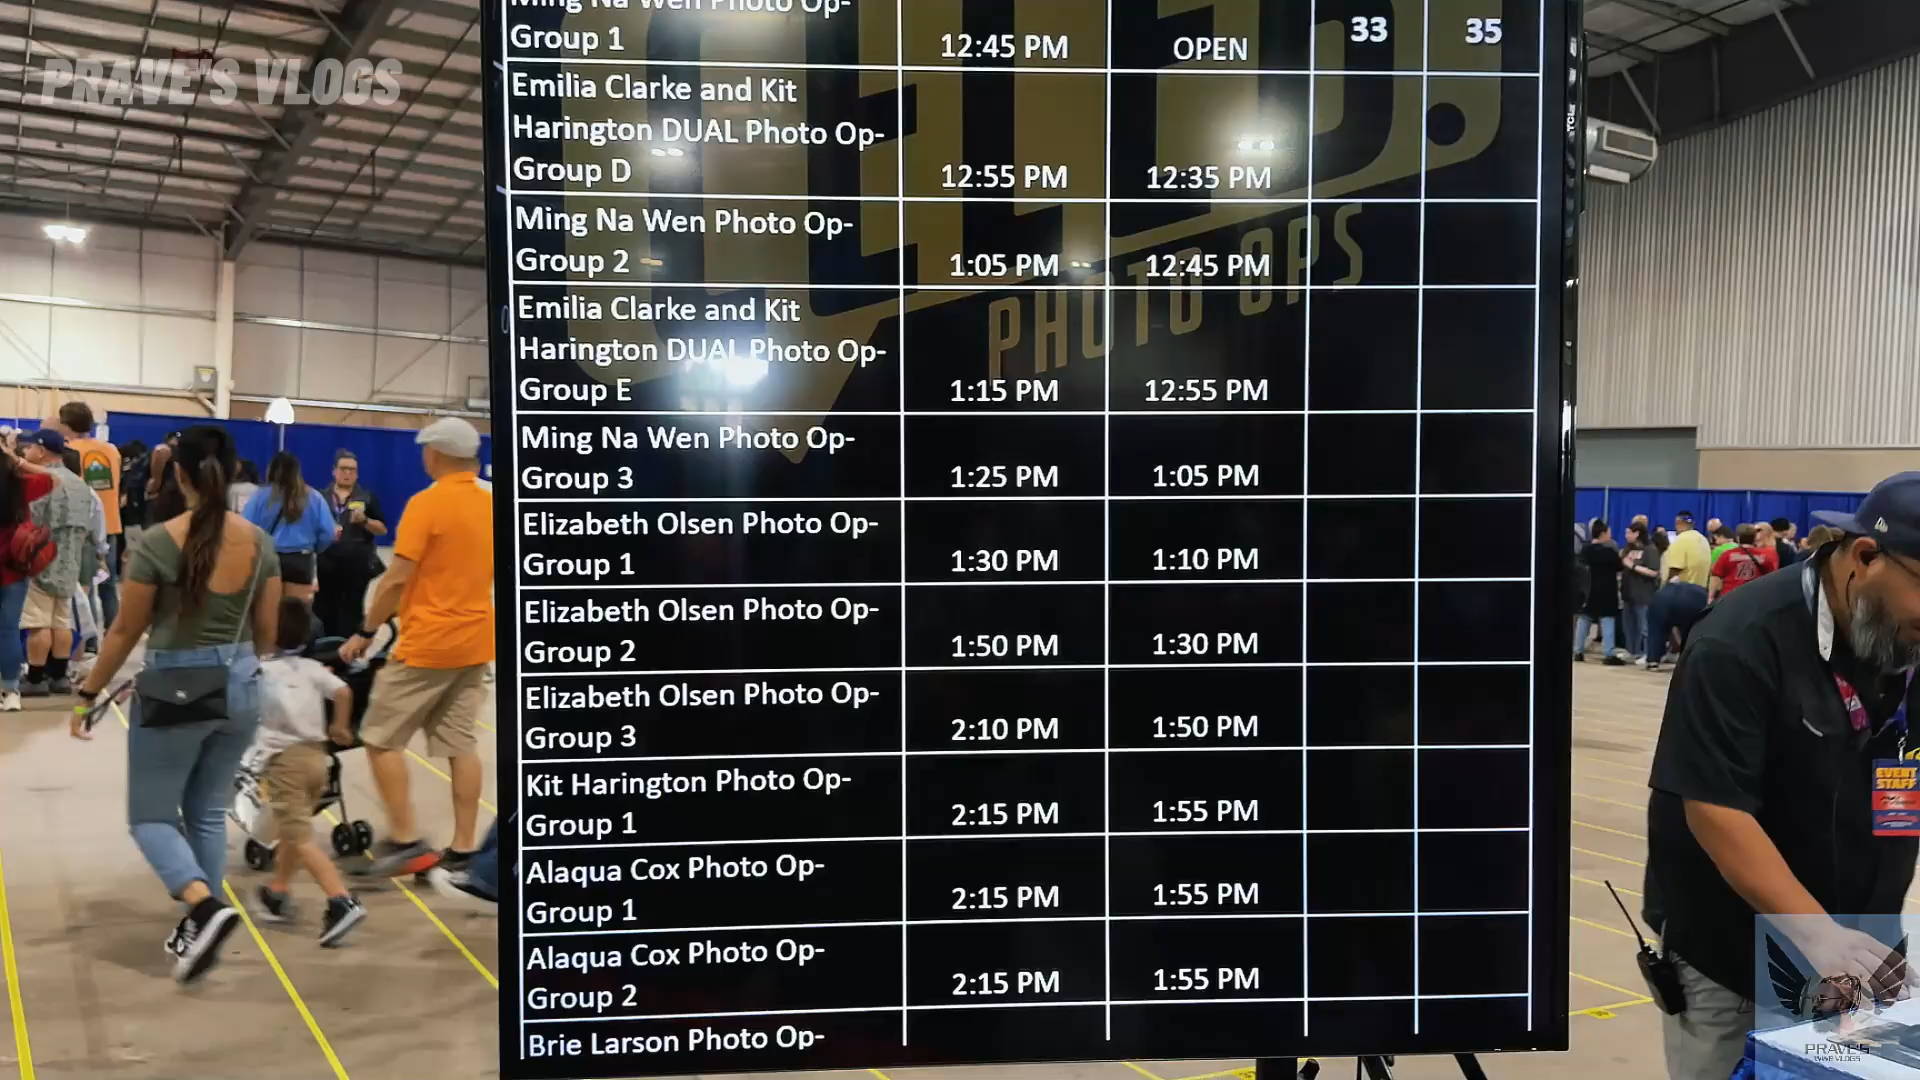 PRAVE'S VLOGS
Ming Na Wen Photo Op-
Group 1
12:45 PM
OPEN
33
35
Emilia Clarke and Kit
Harington DUAL Photo Op-
Group D
12:55 PM
12:35 PM
Ming Na Wen Photo Op-
Group 2
1:05 PM
12:45 PM
PHOTO OPS
Emilia Clarke and Kit
Harington DUAL Photo Op-
Group E
1:15 PM
12:55 PM
Ming Na Wen Photo Op-
Group 3
1:25 PM
1:05 PM
Elizabeth Olsen Photo Op-
Group 1
1:30 PM
1:10 PM
Elizabeth Olsen Photo Op-
Group 2
1:50 PM
1:30 PM
Elizabeth Olsen Photo Op-
Group 3
2:10 PM
1:50 PM
Kit Harington Photo Op-
Group 1
2:15 PM
1:55 PM
Alaqua Cox Photo Op-
Group 1
2:15 PM
1:55 PM
Alaqua Cox Photo Op-
Group 2
2:15 PM
1:55 PM
Brie Larson Photo Op-
TCL
EVENT
STAFF
PRAVE'S